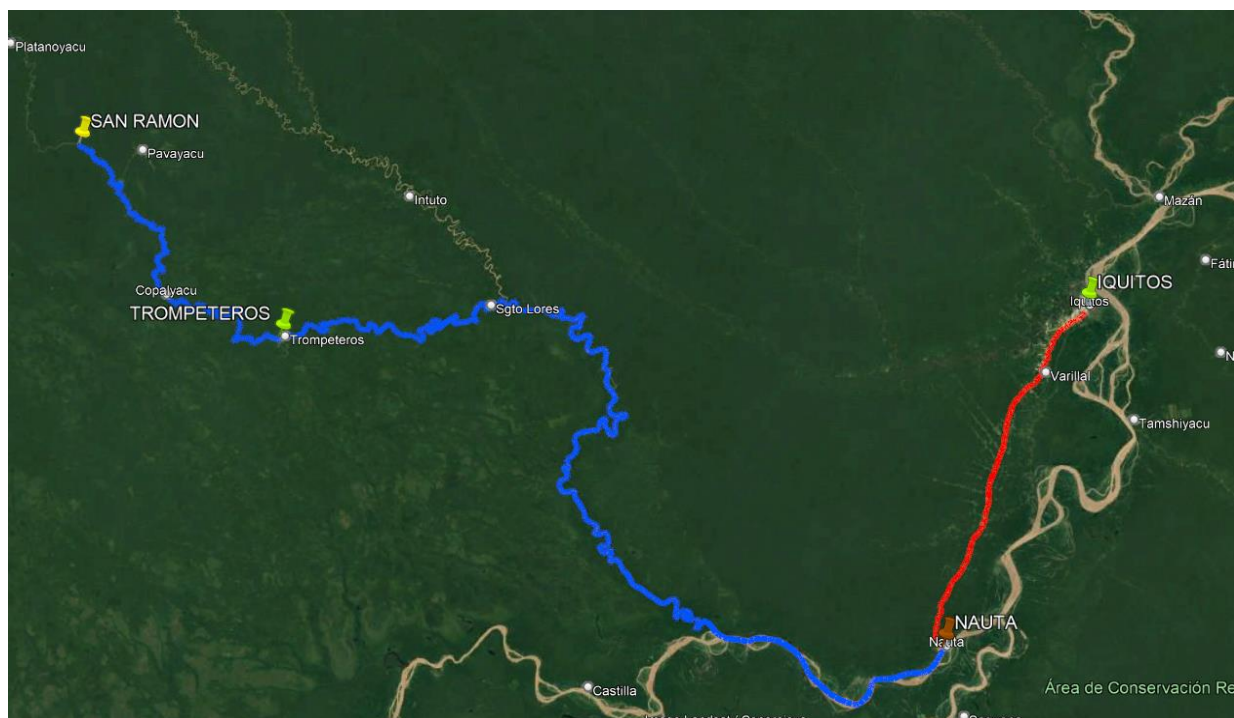 Platanoyacu
SAN RAMON
Pavayacu
Intuto
Mazán
IQUITOS
Iquitos
Copalyacu
TROMPETEROS
Sgto Lores
Trompeteros
Varillal
Tamshiyacu
NAUTA
Nauta
Castilla
Área de Conservación Re